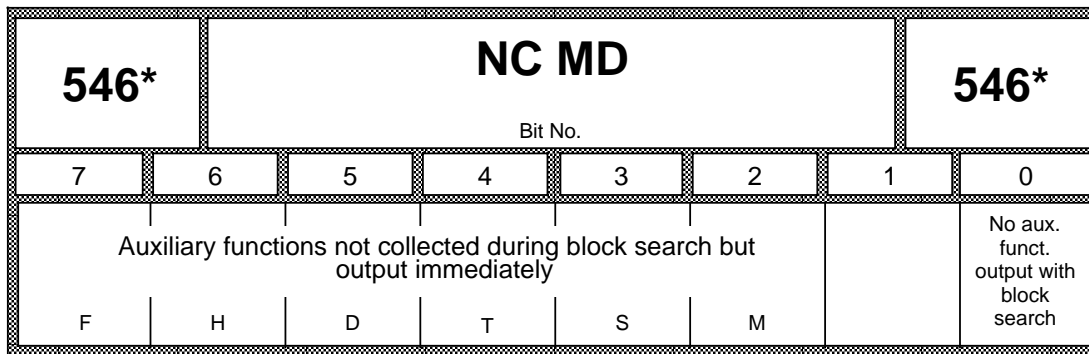 546* NC MD 546*
Bit No.
7 6 5 4 3 2 1 0
Auxiliary functions not collected during block search but
output immediately
F H D T S M
No aux.
funct.
output with
block
search